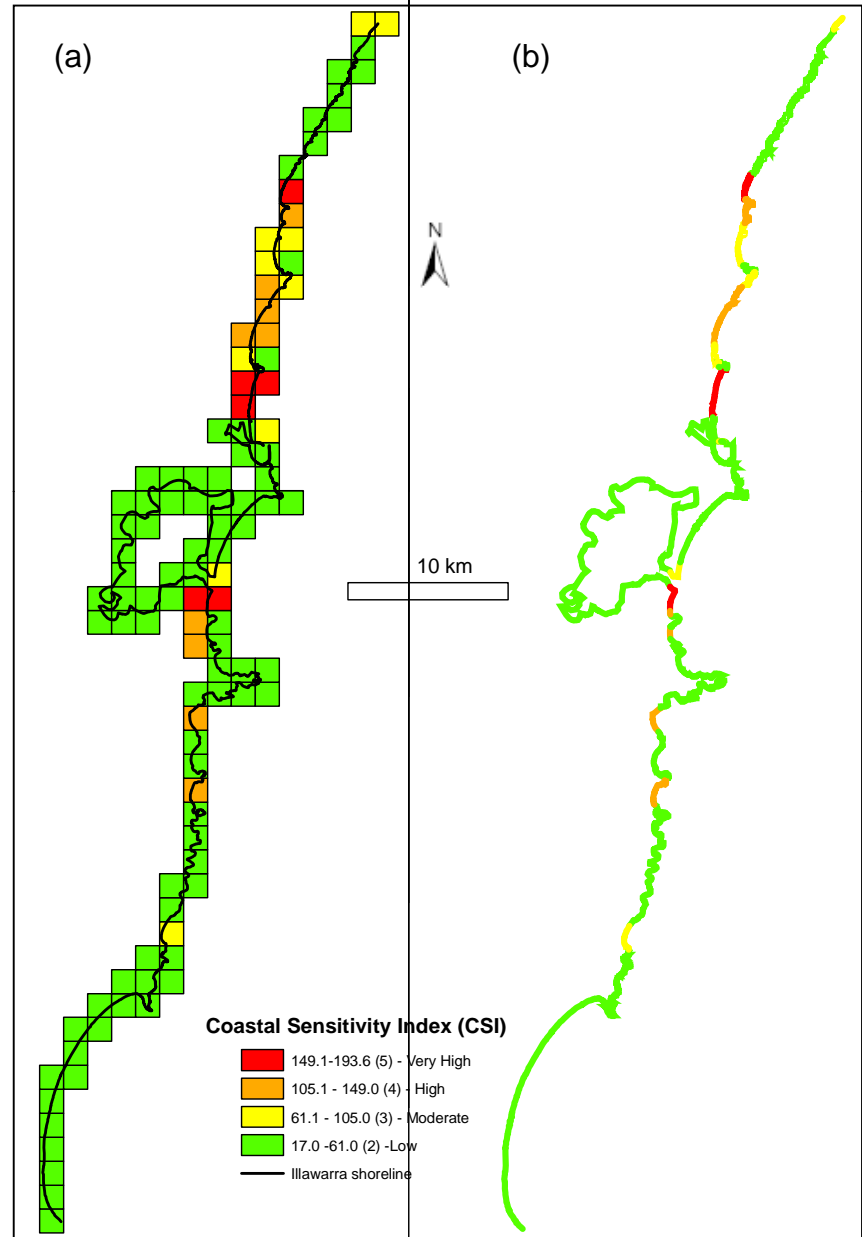 (a)
(b)
N
10 km
Coastal Sensitivity Index (CSI)
149.1-193.6 (5) - Very High
105.1 - 149.0 (4) - High
61.1 - 105.0 (3) - Moderate
17.0 -61.0 (2) -Low
Illawarra shoreline